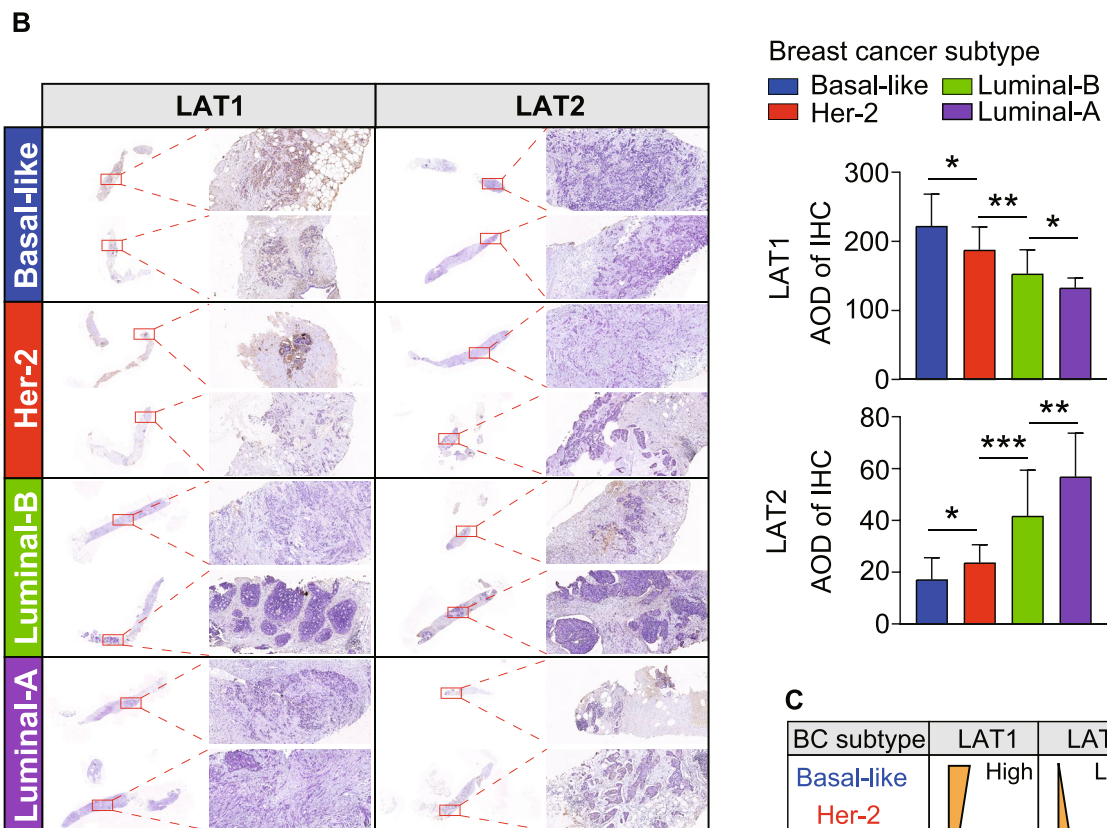 B
LAT1 LAT2
Basal-like
Her-2
Luminal-B
Luminal-A
Breast cancer subtype
Basal-like Luminal-B
Her-2 Luminal-A
LAT1
AOD of IHC
300
200
100
0
*
**
*
LAT2
AOD of IHC
80
60
40
20
0
*
***
**
C
BC subtype LAT1 LAT
Basal-like High L
Her-2